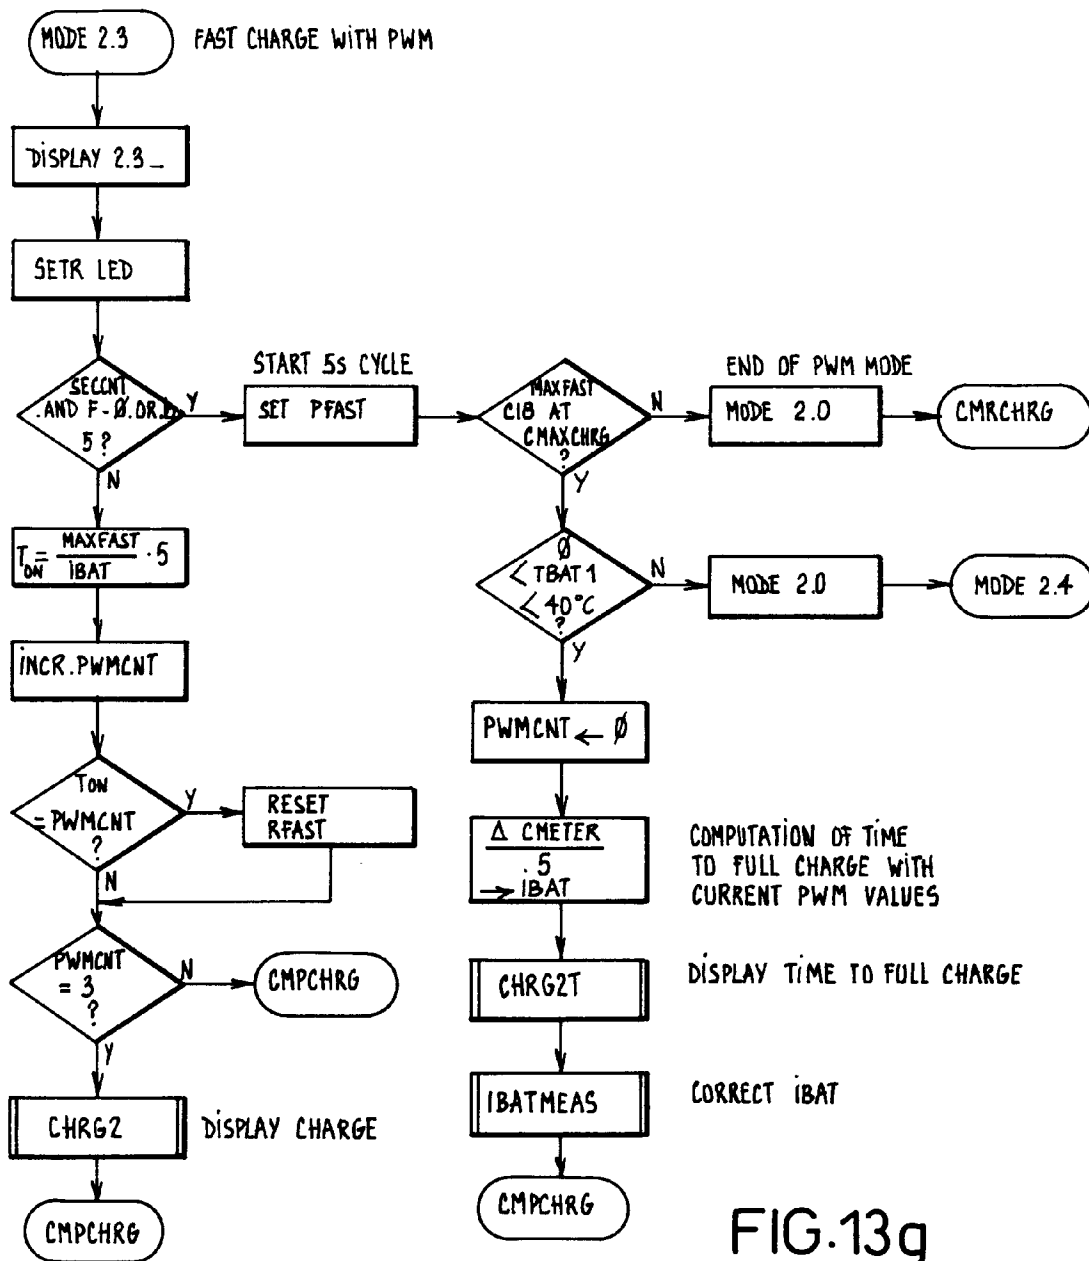 MODE 2.3
FAST CHARGE WITH PWM
DISPLAY 2.3_
SETR LED
SECCNT
.AND F-Ø.OR.
5 ?
Y
N
START 5s CYCLE
SET PFAST
MAXFAST
C18 AT
CMAXCHRG
?
N
Y
END OF PWM MODE
MODE 2.0
CMRCHRG
TON = MAXFAST / IBAT · 5
Ø
< TBAT1
< 40°C
?
N
Y
MODE 2.0
MODE 2.4
INCR.PWMCNT
PWMCNT ← Ø
TON
= PWMCNT
?
Y
N
RESET
RFAST
Δ CMETER
.5
→ IBAT
COMPUTATION OF TIME
TO FULL CHARGE WITH
CURRENT PWM VALUES
PWMCNT
= 3
?
N
Y
CMPCHRG
CHRG2T
DISPLAY TIME TO FULL CHARGE
CHRG2
DISPLAY CHARGE
IBATMEAS
CORRECT IBAT
CMPCHRG
CMPCHRG
FIG.13g